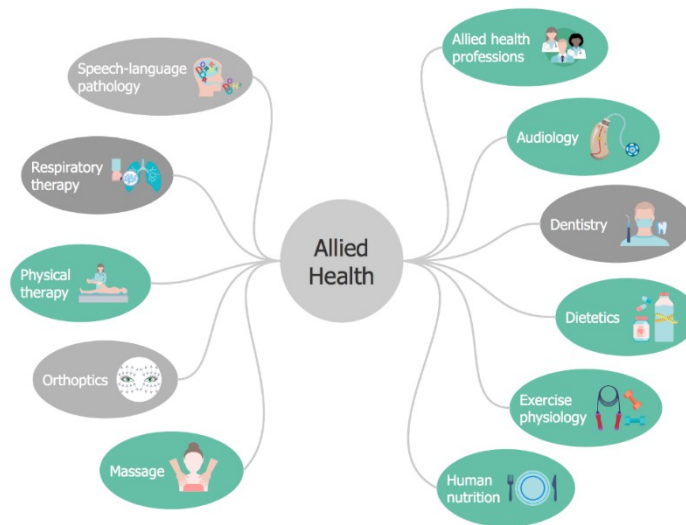 Allied
Health
Speech-language
pathology
Respiratory
therapy
Physical
therapy
Orthoptics
Massage
Allied health
professions
Audiology
Dentistry
Dietetics
Exercise
physiology
Human
nutrition